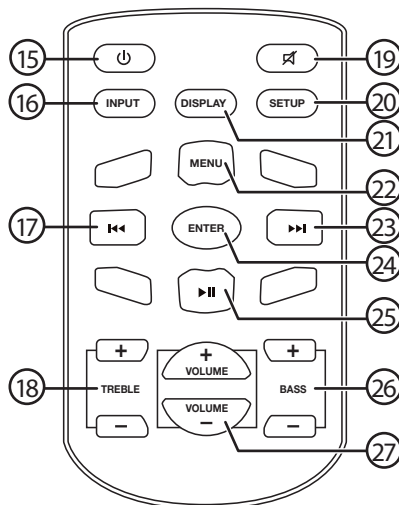 15
19
16
INPUT
DISPLAY
SETUP
20
21
MENU
22
17
ENTER
23
24
25
+
+
+
VOLUME
18
TREBLE
BASS
26
VOLUME
−
−
−
27